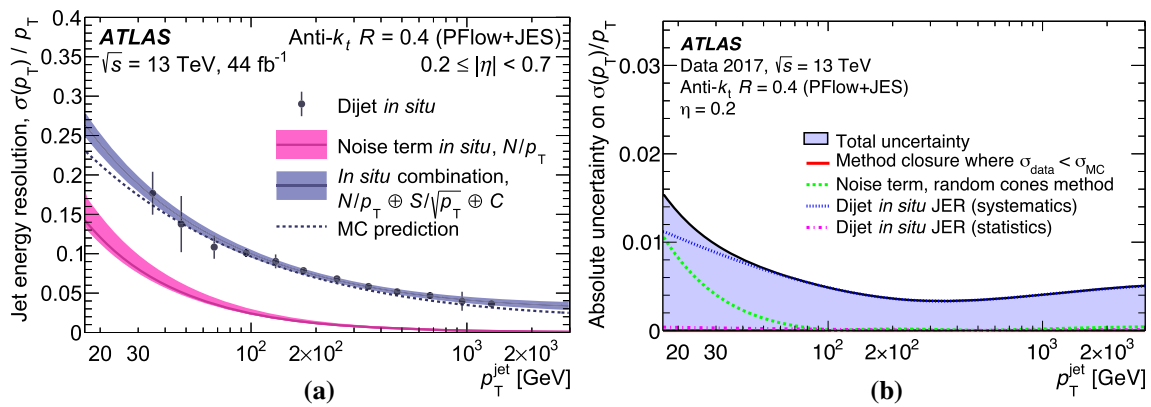 Jet energy resolution, σ(p_T) / p_T
0.4
0.35
0.3
0.25
0.2
0.15
0.1
0.05
0
ATLAS
√s = 13 TeV, 44 fb⁻¹
Anti-k_t R = 0.4 (PFlow+JES)
0.2 ≤ |η| < 0.7
Dijet in situ
Noise term in situ, N/p_T
In situ combination,
N/p_T ⊕ S/√p_T ⊕ C
MC prediction
20 30 10² 2×10² 10³ 2×10³
p_T^jet [GeV]
(a)
Absolute uncertainty on σ(p_T)/p_T
0.03
0.02
0.01
0
ATLAS
Data 2017, √s = 13 TeV
Anti-k_t R = 0.4 (PFlow+JES)
η = 0.2
Total uncertainty
Method closure where σ_data < σ_MC
Noise term, random cones method
Dijet in situ JER (systematics)
Dijet in situ JER (statistics)
20 30 10² 2×10² 10³ 2×10³
p_T^jet [GeV]
(b)